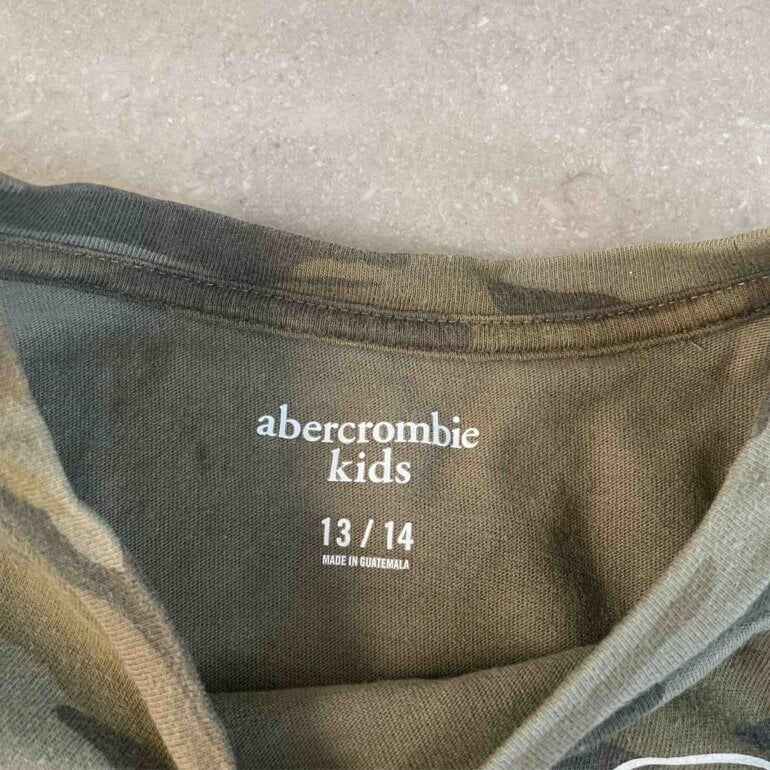 abercrombie
kids
13 / 14
MADE IN GUATEMALA